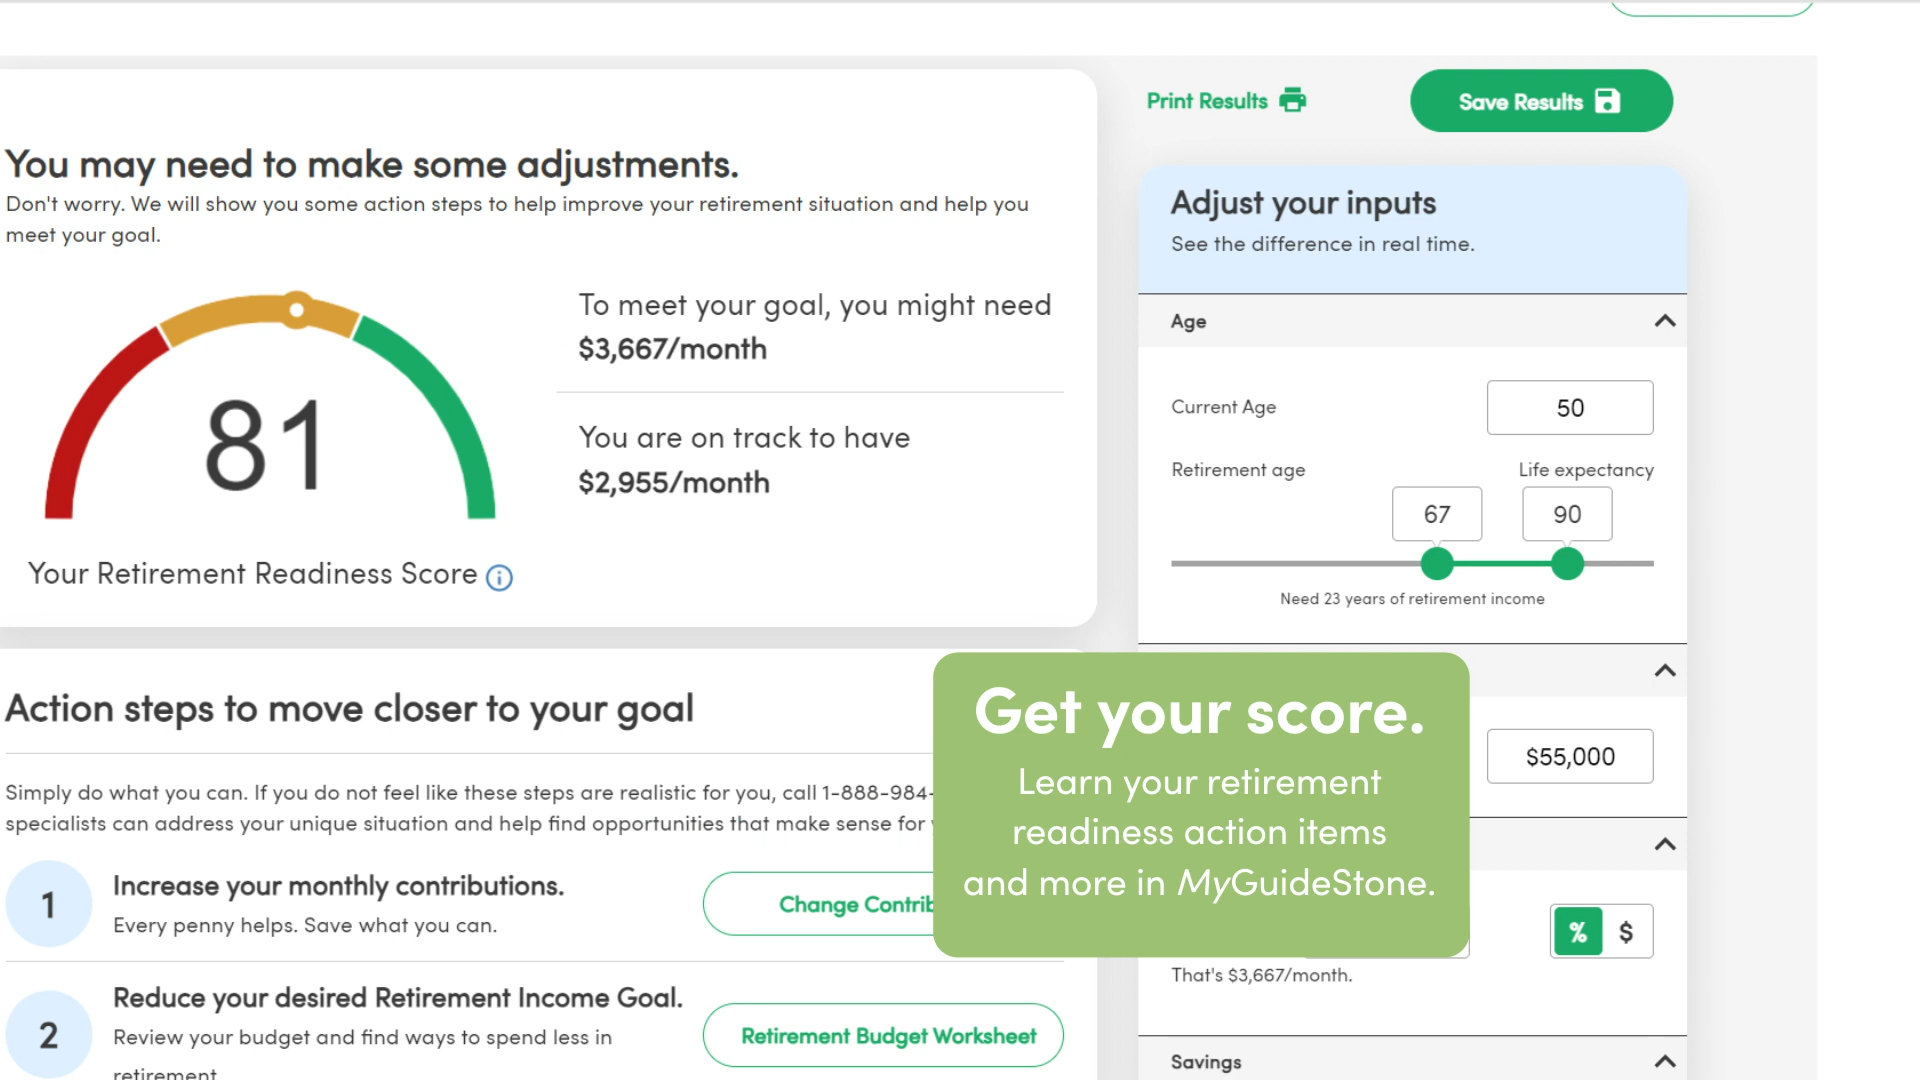 You may need to make some adjustments.
Don't worry. We will show you some action steps to help improve your retirement situation and help you
meet your goal.
81
Your Retirement Readiness Score
To meet your goal, you might need
$3,667/month
You are on track to have
$2,955/month
Action steps to move closer to your goal
Simply do what you can. If you do not feel like these steps are realistic for you, call 1-888-984-
specialists can address your unique situation and help find opportunities that make sense for
1
Increase your monthly contributions.
Every penny helps. Save what you can.
Change
2
Reduce your desired Retirement Income Goal.
Review your budget and find ways to spend less in
retirement.
Retirement Budget Worksheet
Print Results
Save Results
Adjust your inputs
See the difference in real time.
Age
Current Age
50
Retirement age
Life expectancy
67
90
Need 23 years of retirement income
$55,000
% $
That's $3,667/month.
Savings
Get your score.
Learn your retirement
readiness action items
and more in MyGuideStone.